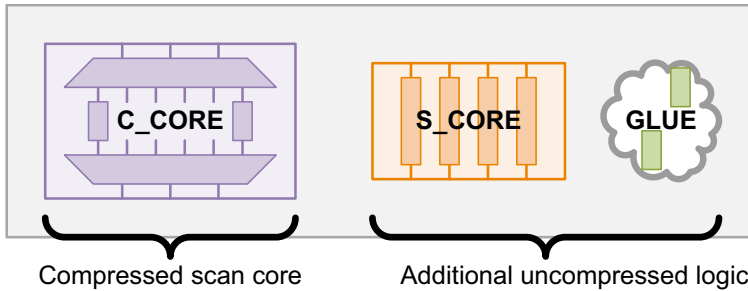 C_CORE
S_CORE
GLUE
Compressed scan core
Additional uncompressed logic